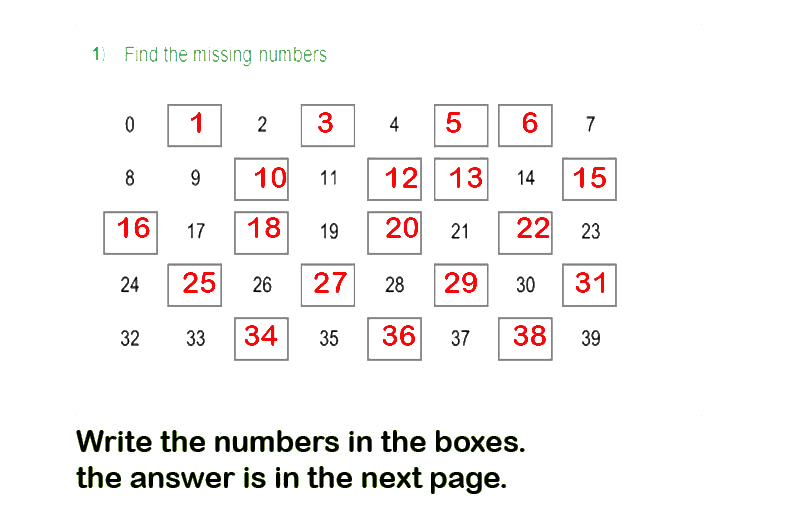 1) Find the missing numbers
0 1 2 3 4 5 6 7
8 9 10 11 12 13 14 15
16 17 18 19 20 21 22 23
24 25 26 27 28 29 30 31
32 33 34 35 36 37 38 39
Write the numbers in the boxes.
the answer is in the next page.